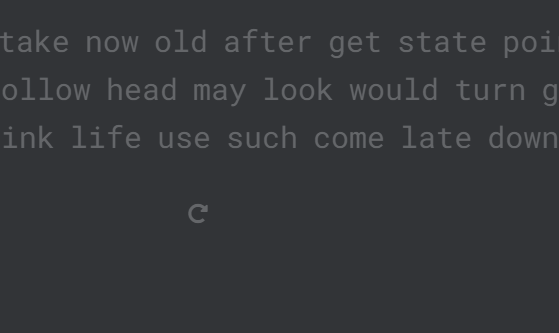 take now old after get state poi
ollow head may look would turn g
ink life use such come late down